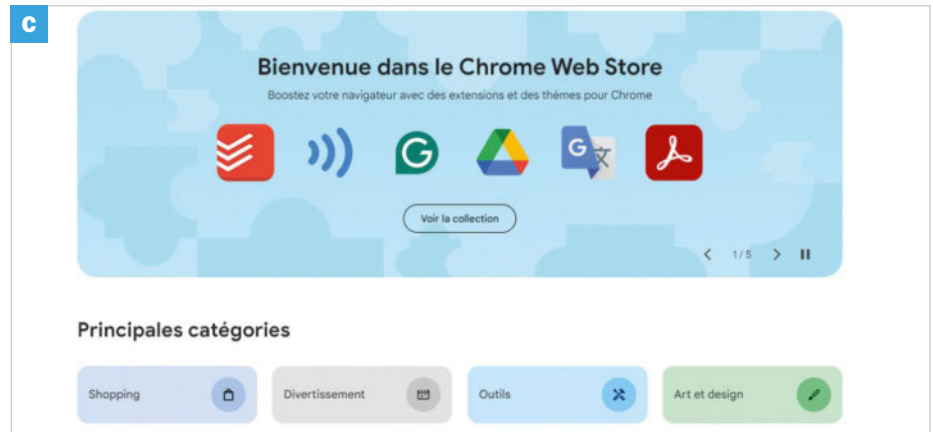 C
Bienvenue dans le Chrome Web Store
Boostez votre navigateur avec des extensions et des thèmes pour Chrome
G
G 文
Voir la collection
1/5
Principales catégories
Shopping
Divertissement
Outils
Art et design